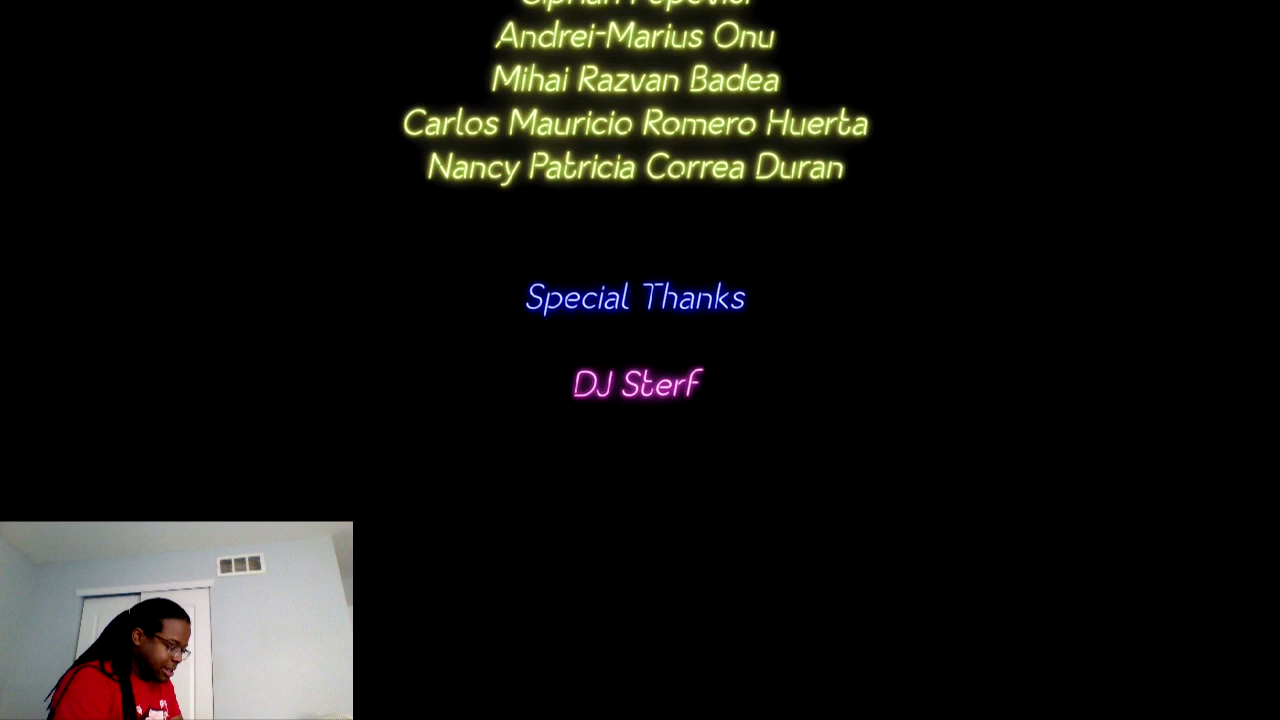 Andrei-Marius Onu
Mihai Razvan Badea
Carlos Mauricio Romero Huerta
Nancy Patricia Correa Duran
Special Thanks
DJ Sterf